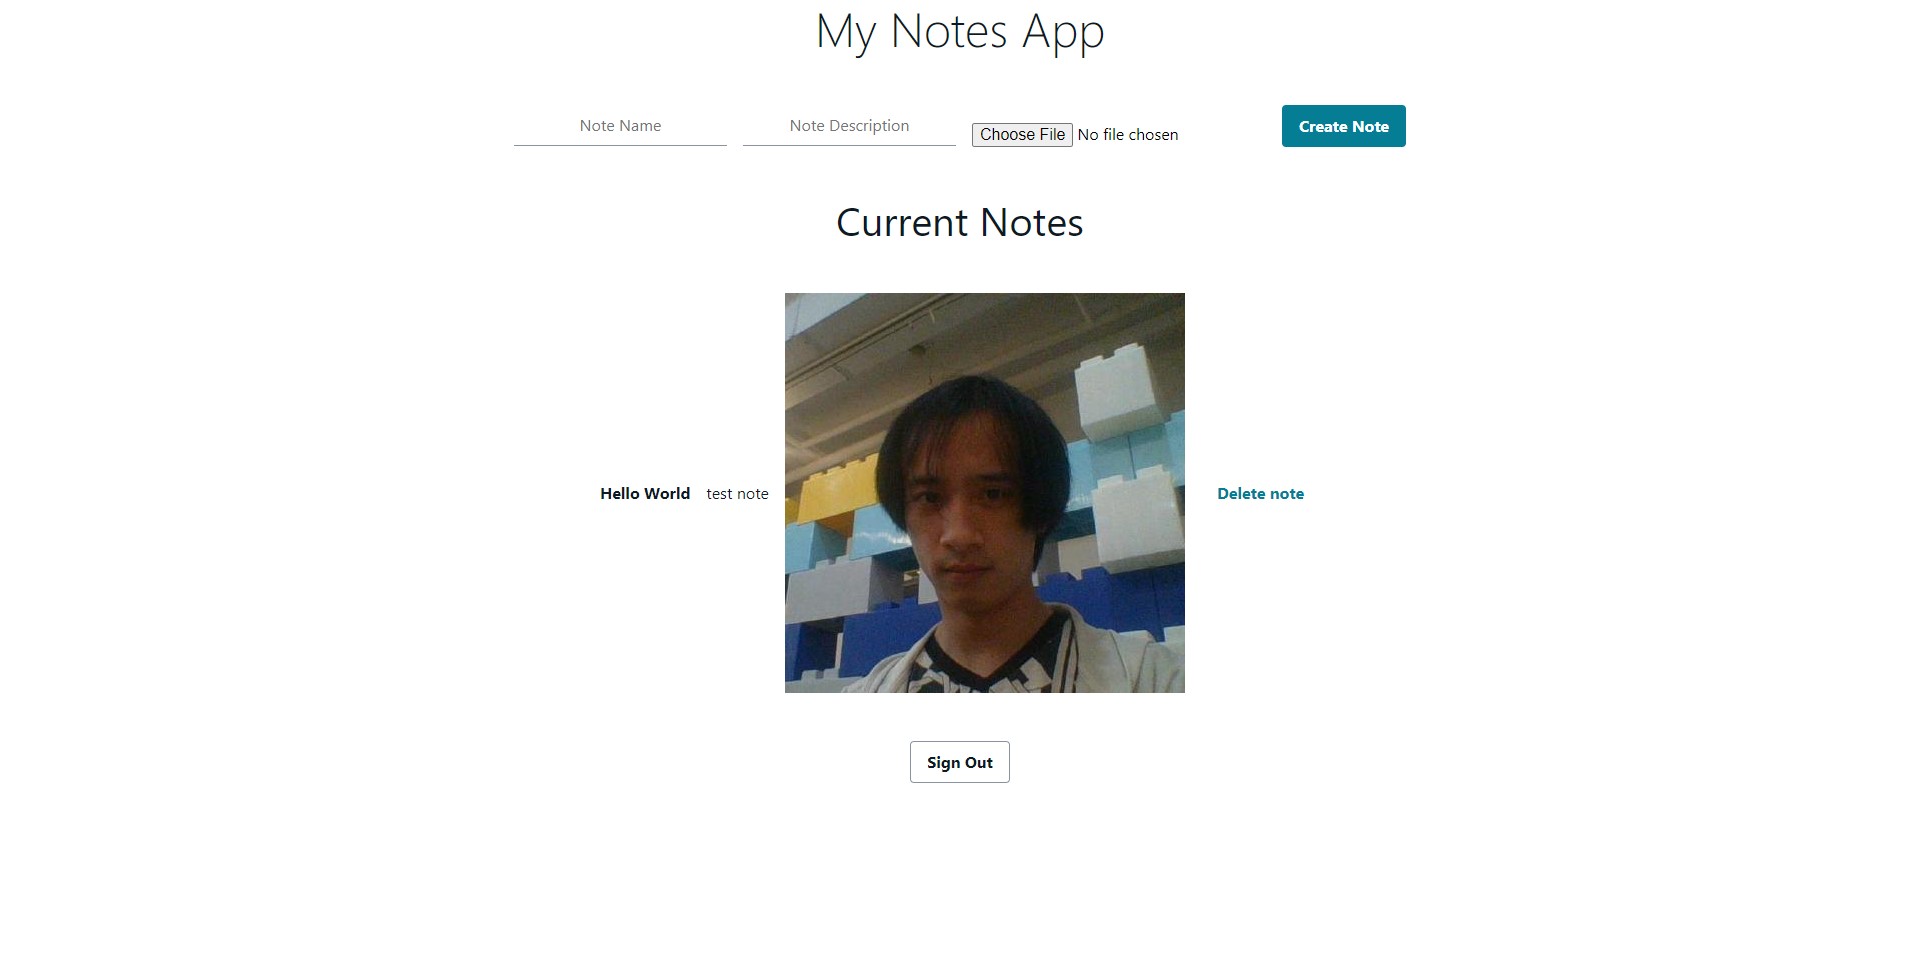 My Notes App
Note Name Note Description Choose File No file chosen Create Note
Current Notes
Hello World test note Delete note
Sign Out